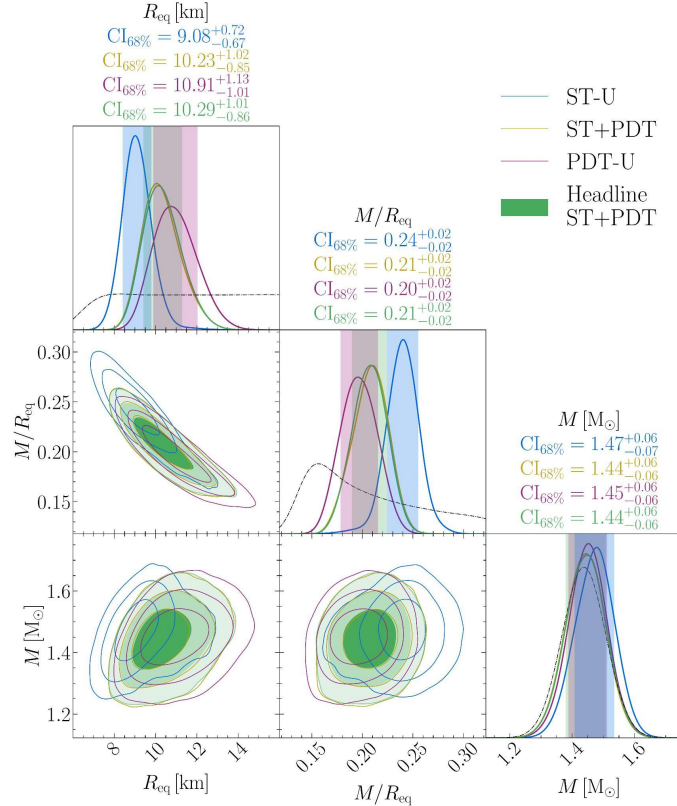 R_eq [km]
CI_68% = 9.08^{+0.72}_{-0.67}
CI_68% = 10.23^{+1.02}_{-0.85}
CI_68% = 10.91^{+1.13}_{-1.01}
CI_68% = 10.29^{+1.01}_{-0.86}
ST-U
ST+PDT
PDT-U
Headline
ST+PDT
M/R_eq
CI_68% = 0.24^{+0.02}_{-0.02}
CI_68% = 0.21^{+0.02}_{-0.02}
CI_68% = 0.20^{+0.02}_{-0.02}
CI_68% = 0.21^{+0.02}_{-0.02}
M/R_eq
0.30
0.25
0.20
0.15
M [M_⊙]
CI_68% = 1.47^{+0.06}_{-0.07}
CI_68% = 1.44^{+0.06}_{-0.06}
CI_68% = 1.45^{+0.06}_{-0.06}
CI_68% = 1.44^{+0.06}_{-0.06}
M [M_⊙]
1.6
1.4
1.2
8 10 12 14
R_eq [km]
0.15 0.20 0.25 0.30
M/R_eq
1.2 1.4 1.6
M [M_⊙]